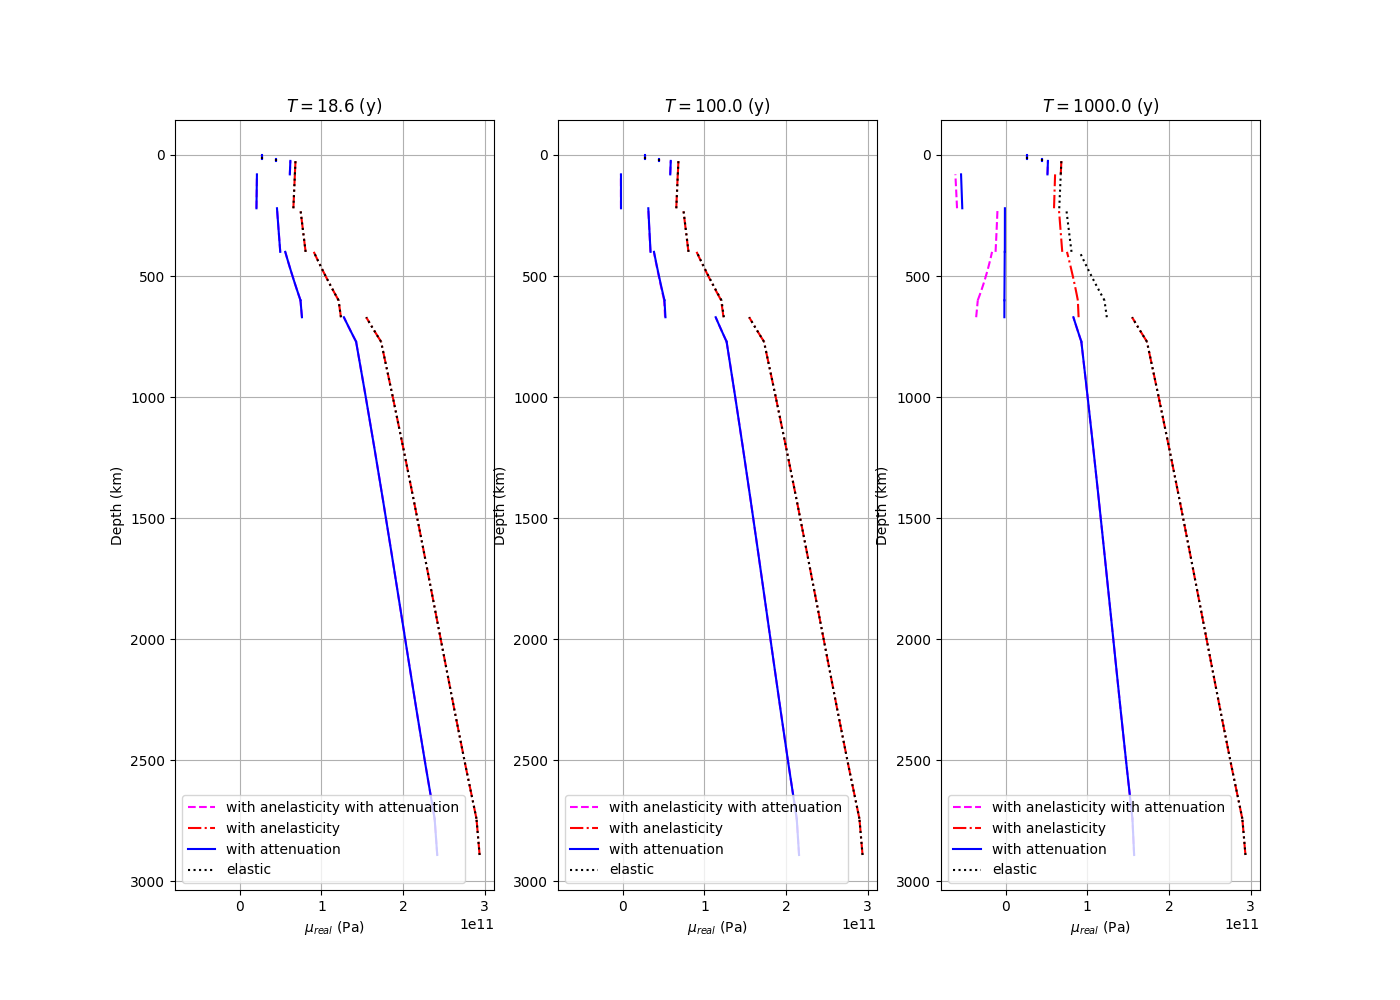 T = 18.6 (y)
0
500
1000
1500
2000
2500
3000
Depth (km)
with anelasticity with attenuation
with anelasticity
with attenuation
elastic
0 1 2 3
1e11
μreal (Pa)
T = 100.0 (y)
0
500
1000
1500
2000
2500
3000
Depth (km)
with anelasticity with attenuation
with anelasticity
with attenuation
elastic
0 1 2 3
1e11
μreal (Pa)
T = 1000.0 (y)
0
500
1000
1500
2000
2500
3000
Depth (km)
with anelasticity with attenuation
with anelasticity
with attenuation
elastic
0 1 2 3
1e11
μreal (Pa)